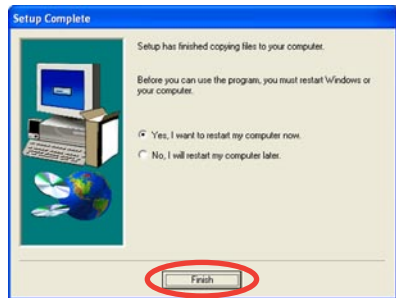 Setup Complete
Setup has finished copying files to your computer.
Before you can use the program, you must restart Windows or
your computer.
Yes, I want to restart my computer now.
No, I will restart my computer later.
Finish